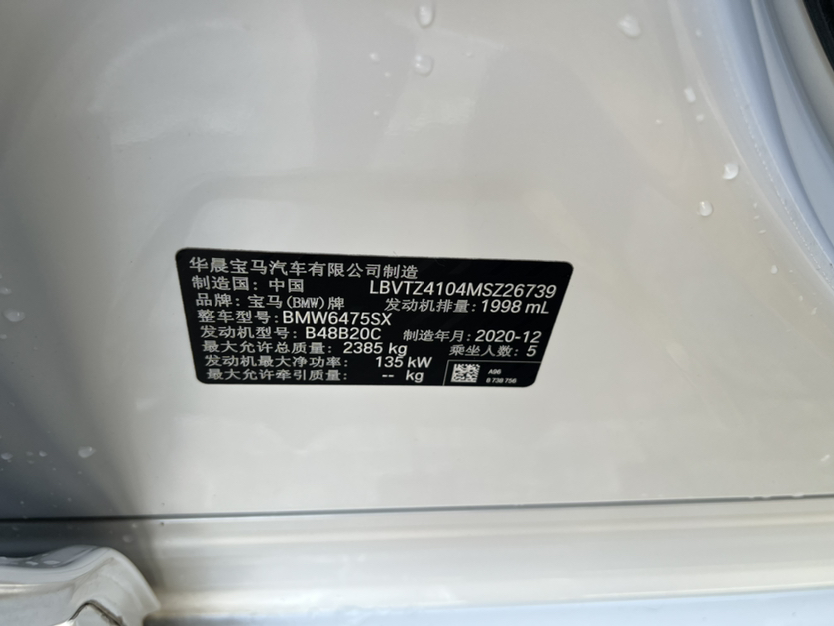 华晨宝马汽车有限公司制造
制造国：中国 LBVTZ4104MSZ26739
品牌：宝马(BMW)牌 发动机排量：1998 mL
整车型号：BMW6475SX
发动机型号：B48B20C 制造年月：2020-12
最大允许总质量：2385 kg 乘坐人数：5
发动机最大净功率：135 kW
最大允许牵引质量：-- kg
A96
8 738 756